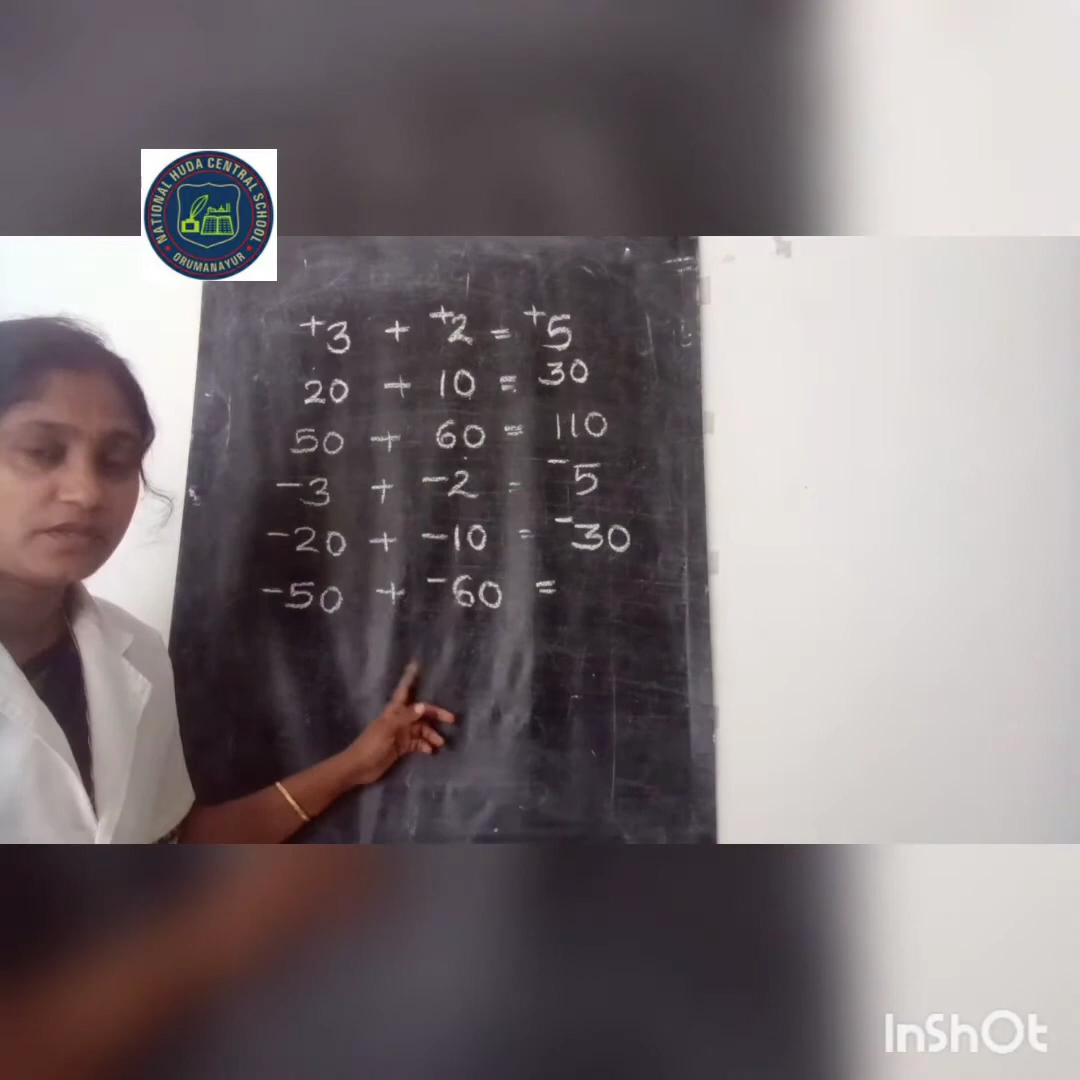 NATIONAL HUDA CENTRAL SCHOOL
الهدى
ORUMANAYUR
+3 + +2 = +5
20 + 10 = 30
50 + 60 = 110
-3 + -2 = -5
-20 + -10 = -30
-50 + -60 =
InShOt